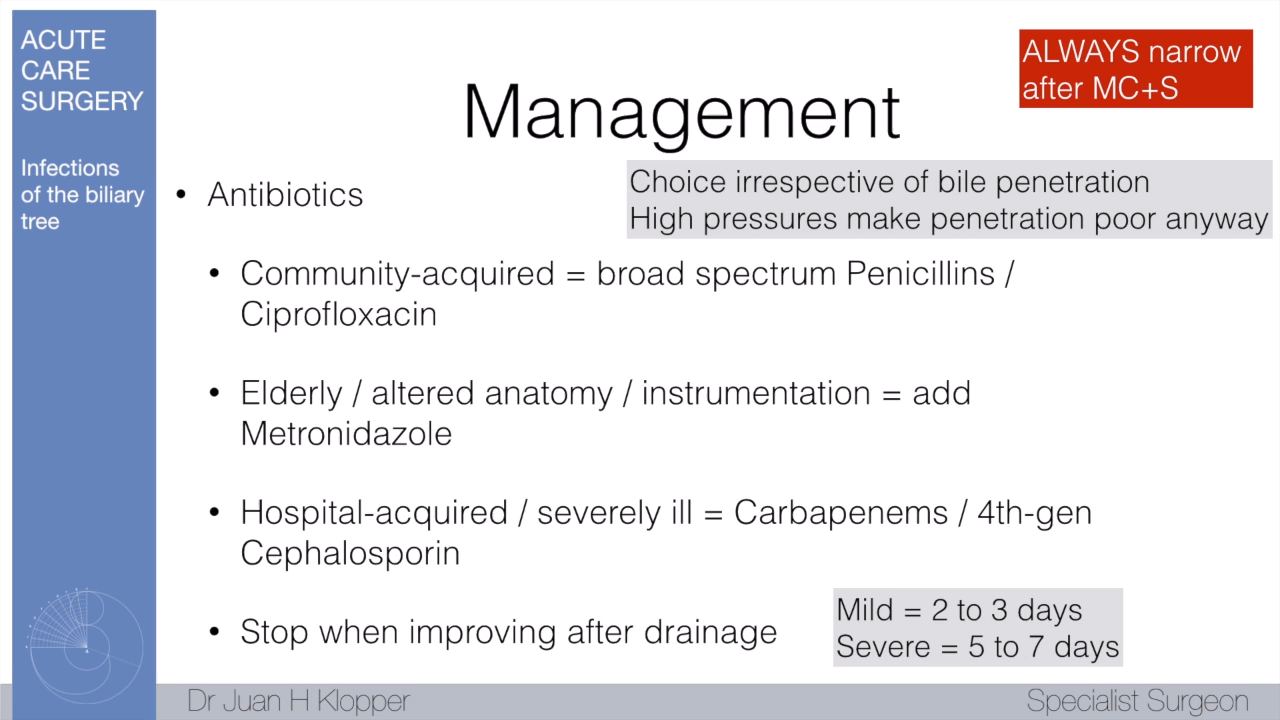 ACUTE
CARE
SURGERY
Infections
of the biliary
tree
ALWAYS narrow
after MC+S
Management
Choice irrespective of bile penetration
High pressures make penetration poor anyway
• Antibiotics
• Community-acquired = broad spectrum Penicillins /
Ciprofloxacin
• Elderly / altered anatomy / instrumentation = add
Metronidazole
• Hospital-acquired / severely ill = Carbapenems / 4th-gen
Cephalosporin
• Stop when improving after drainage
Mild = 2 to 3 days
Severe = 5 to 7 days
Dr Juan H Klopper
Specialist Surgeon